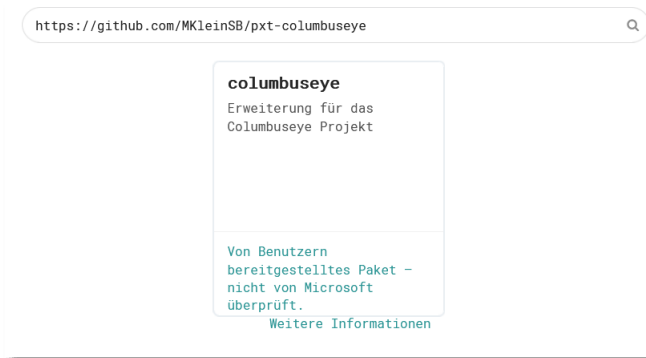 https://github.com/MKleinSB/pxt-columbuseye
columbuseye
Erweiterung für das
Columbuseye Projekt
Von Benutzern
bereitgestelltes Paket –
nicht von Microsoft
überprüft.
Weitere Informationen